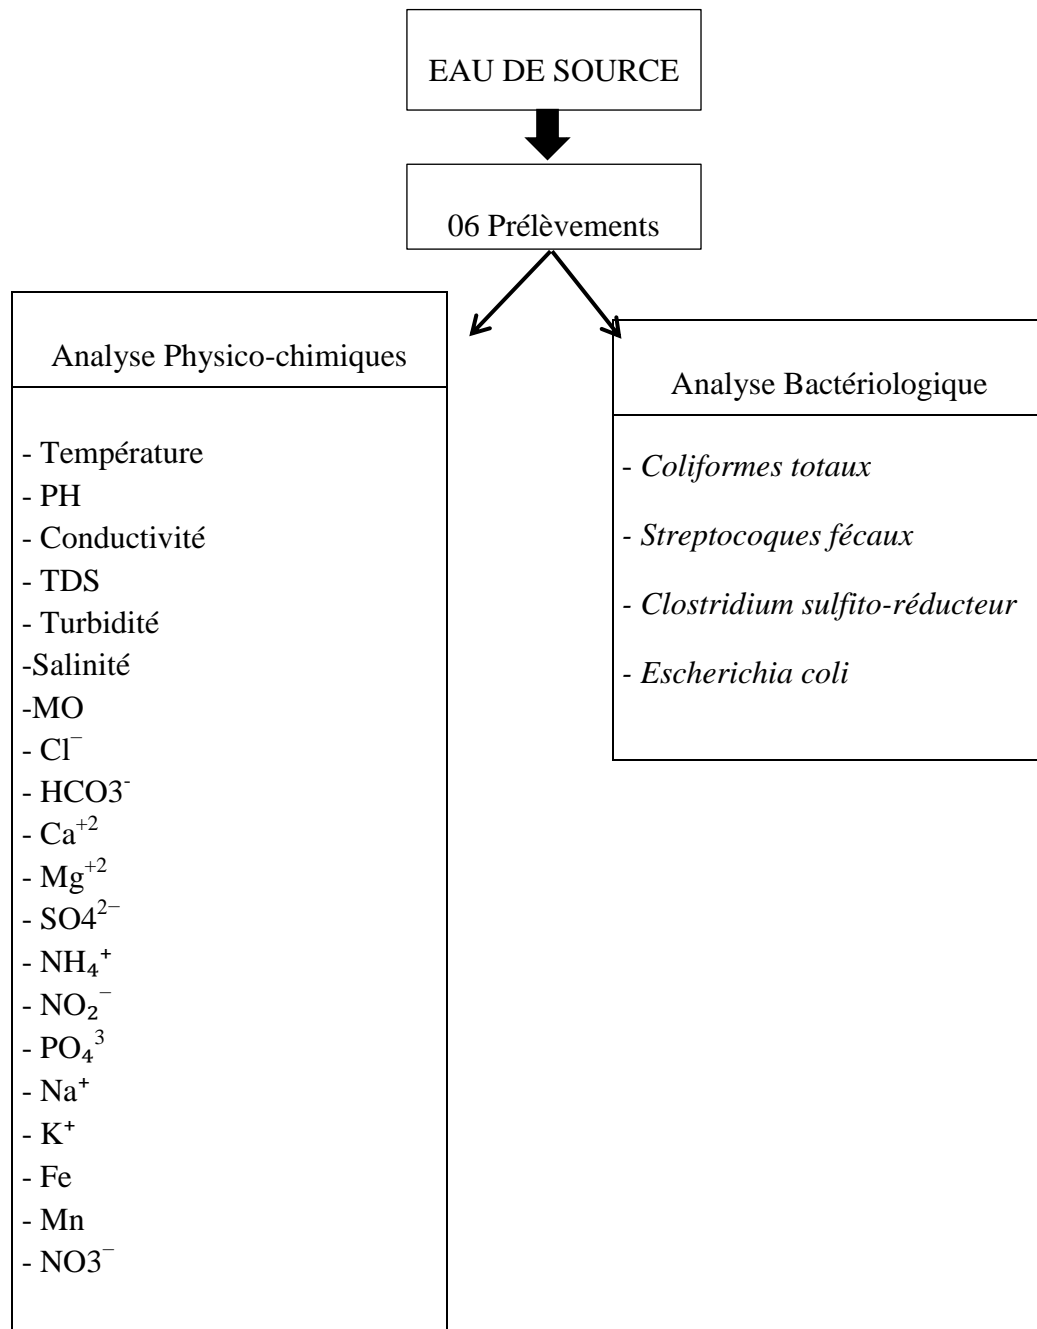 EAU DE SOURCE
06 Prélèvements
Analyse Physico-chimiques
- Température
- PH
- Conductivité
- TDS
- Turbidité
-Salinité
-MO
- Cl⁻
- HCO3⁻
- Ca⁺²
- Mg⁺²
- SO4²⁻
- NH₄⁺
- NO₂⁻
- PO₄³
- Na⁺
- K⁺
- Fe
- Mn
- NO3⁻
Analyse Bactériologique
- Coliformes totaux
- Streptocoques fécaux
- Clostridium sulfito-réducteur
- Escherichia coli